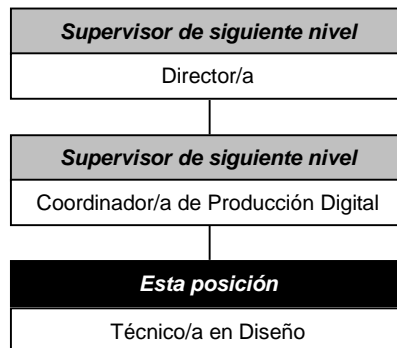 Supervisor de siguiente nivel
Director/a
Supervisor de siguiente nivel
Coordinador/a de Producción Digital
Esta posición
Técnico/a en Diseño